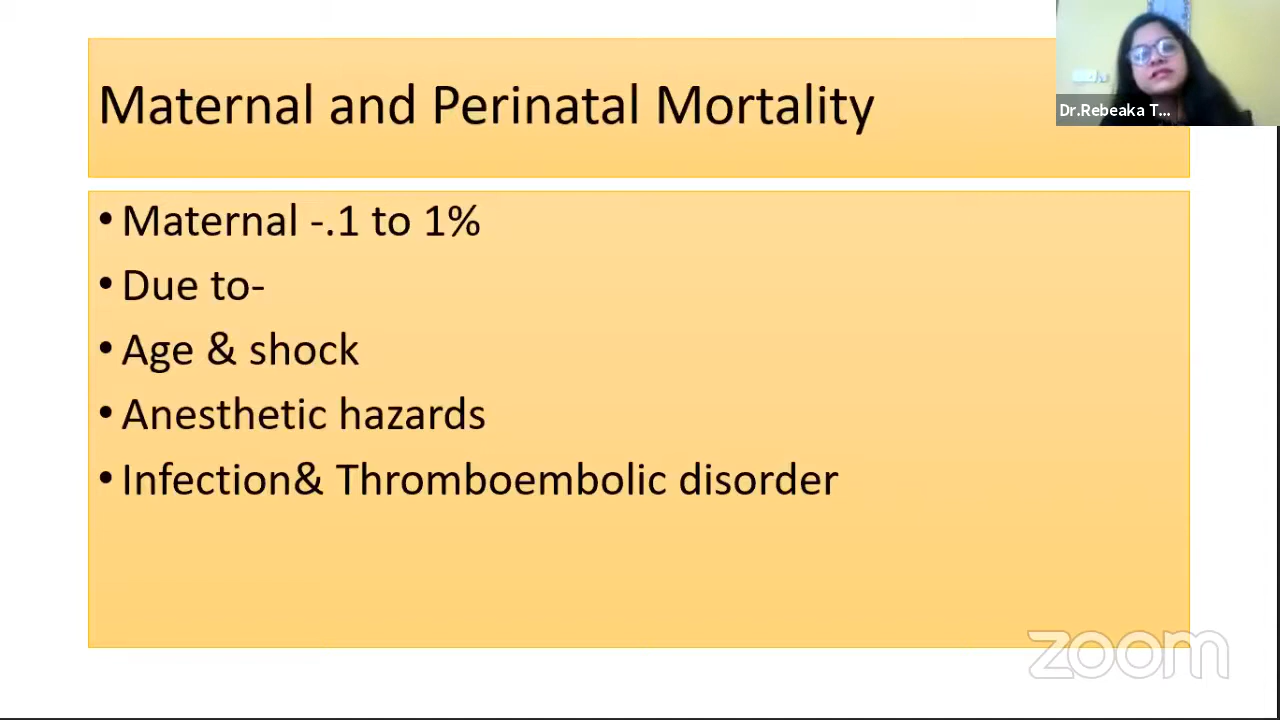 Maternal and Perinatal Mortality
Dr.Rebeaka T...
• Maternal -.1 to 1%
• Due to-
• Age & shock
• Anesthetic hazards
• Infection& Thromboembolic disorder
zoom